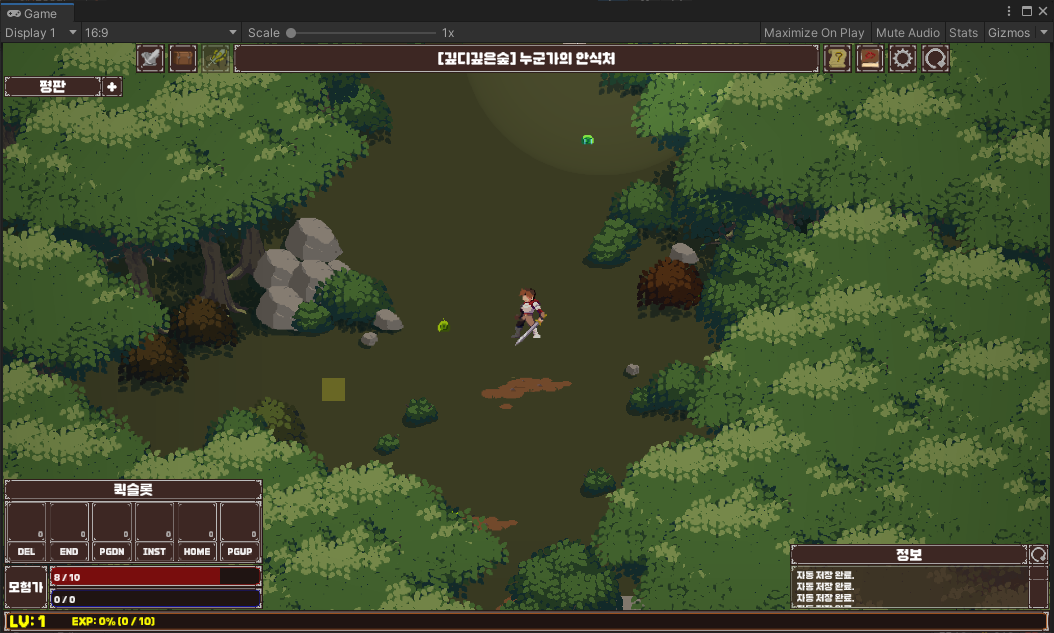 Game
Display 1
16:9
Scale
1x
Maximize On Play
Mute Audio
Stats
Gizmos
[깊디깊은숲] 누군가의 안식처
?
평판
+
퀵슬롯
0 0 0 0 0 0
DEL END PGDN INST HOME PGUP
모험가
8 / 10
0 / 0
정보
자동 저장 완료.
자동 저장 완료.
자동 저장 완료.
LV: 1
EXP: 0% (0 / 10)